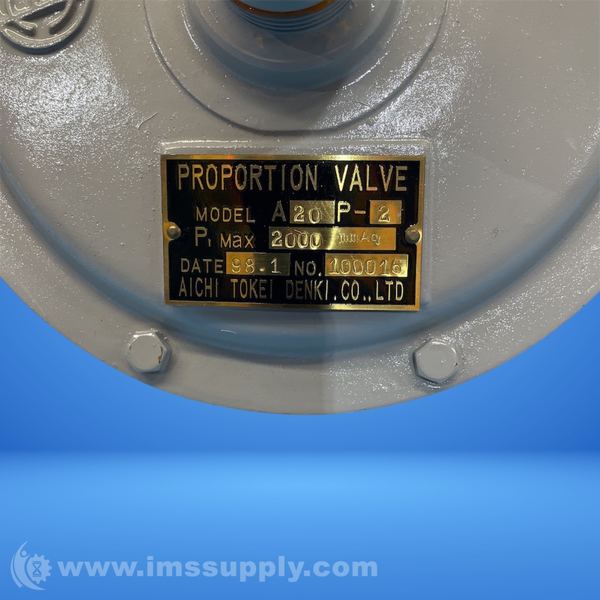 PROPORTION VALVE
MODEL A20 P-2
P₁ MAX 2000 mmAq
DATE 98.1 NO. 100016
AICHI TOKEI DENKI.CO.,LTD
www.imssupply.com